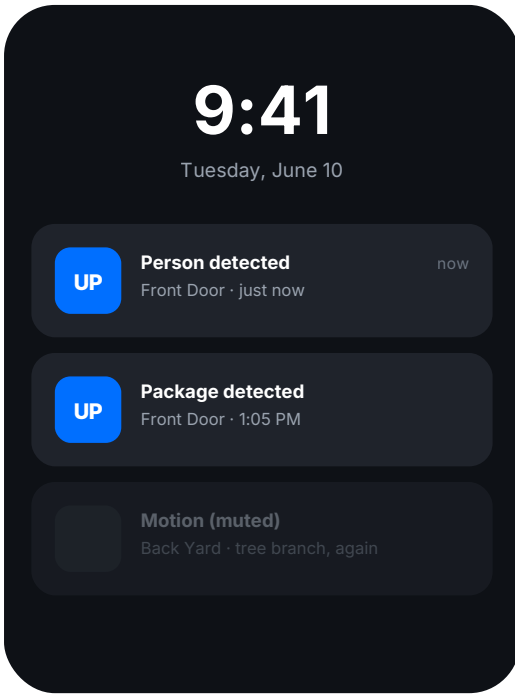 9:41
Tuesday, June 10
UP
Person detected
now
Front Door · just now
UP
Package detected
Front Door · 1:05 PM
Motion (muted)
Back Yard · tree branch, again